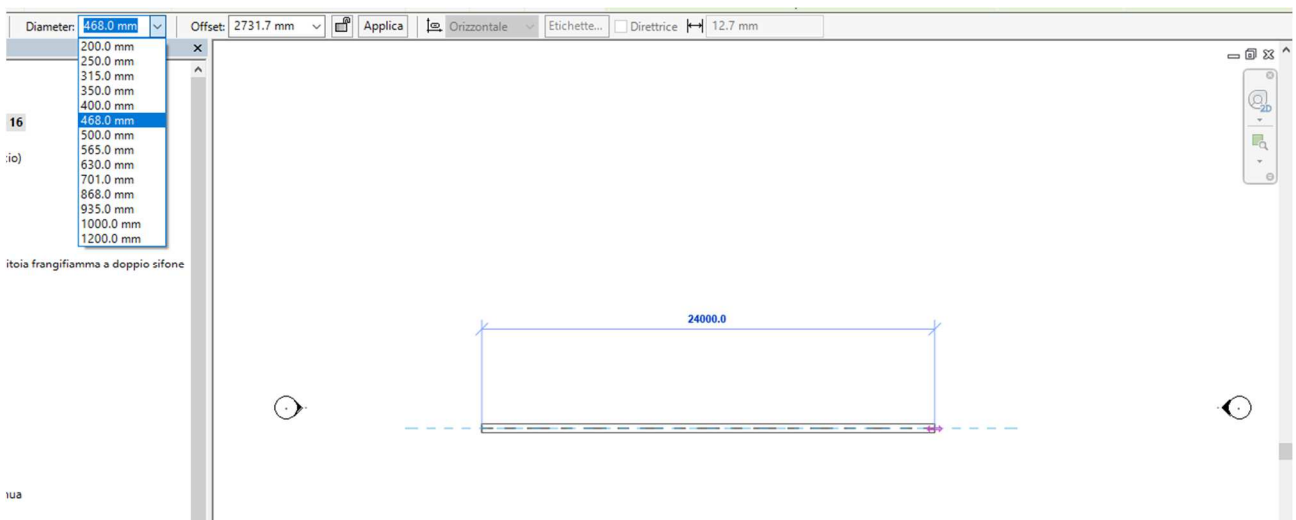 Diameter: 468.0 mm Offset: 2731.7 mm Applica Orizzontale Etichette... Direttrice 12.7 mm
200.0 mm
250.0 mm
315.0 mm
350.0 mm
400.0 mm
468.0 mm
500.0 mm
565.0 mm
630.0 mm
701.0 mm
868.0 mm
935.0 mm
1000.0 mm
1200.0 mm
16
:io)
itoia frangifiamma a doppio sifone
nua
2D
24000.0